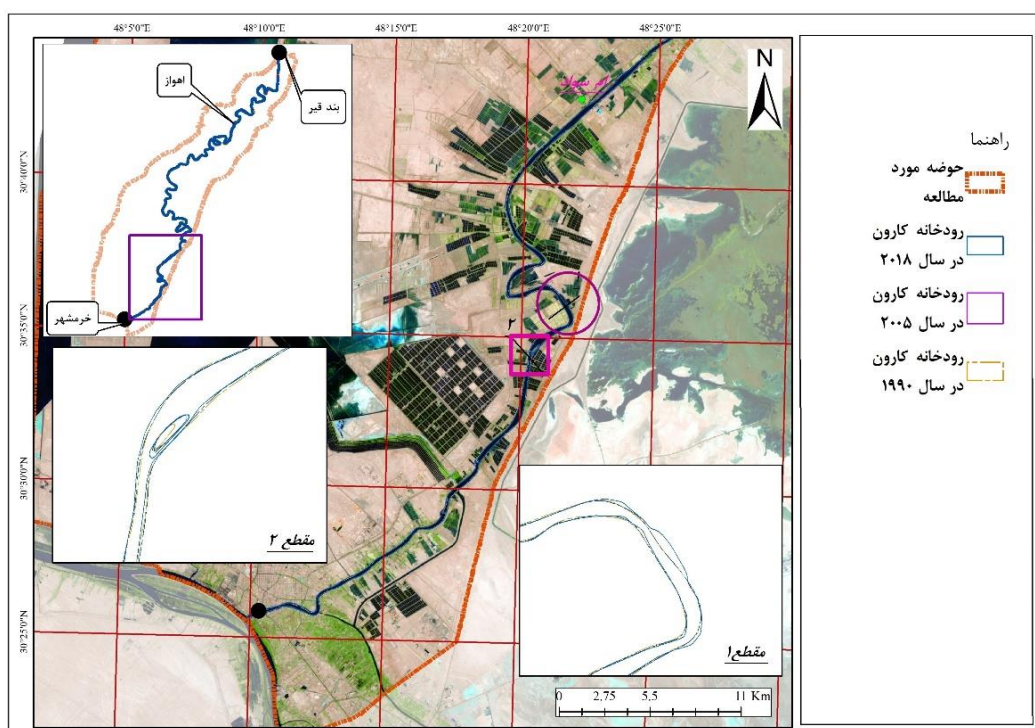 48°5'0"E 48°10'0"E 48°15'0"E 48°20'0"E 48°25'0"E
30°40'0"N
30°35'0"N
30°30'0"N
30°25'0"N
اهواز
بند قیر
خرمشهر
N
۲
مقطع ۲
مقطع۱
0 2,75 5,5 11 Km
راهنما
حوضه مورد
مطالعه
رودخانه کارون
در سال ۲۰۱۸
رودخانه کارون
در سال ۲۰۰۵
رودخانه کارون
در سال ۱۹۹۰